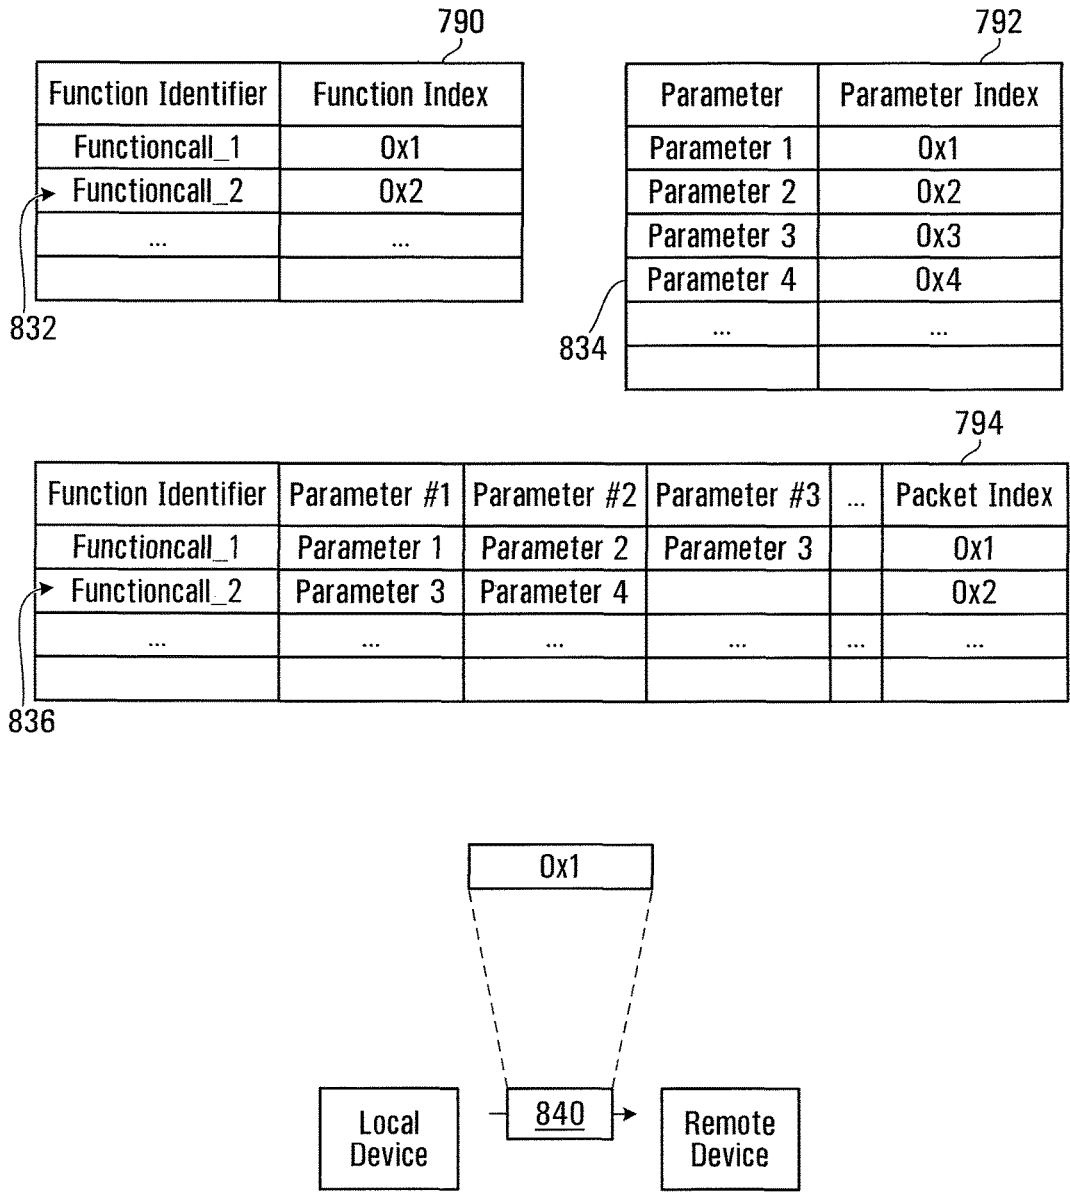 790
Function Identifier Function Index
Functioncall_1 0x1
Functioncall_2 0x2
... ...
832
792
Parameter Parameter Index
Parameter 1 0x1
Parameter 2 0x2
Parameter 3 0x3
Parameter 4 0x4
... ...
834
794
Function Identifier Parameter #1 Parameter #2 Parameter #3 ... Packet Index
Functioncall_1 Parameter 1 Parameter 2 Parameter 3 0x1
Functioncall_2 Parameter 3 Parameter 4 0x2
... ... ... ... ... ...
836
0x1
Local
Device
840
Remote
Device